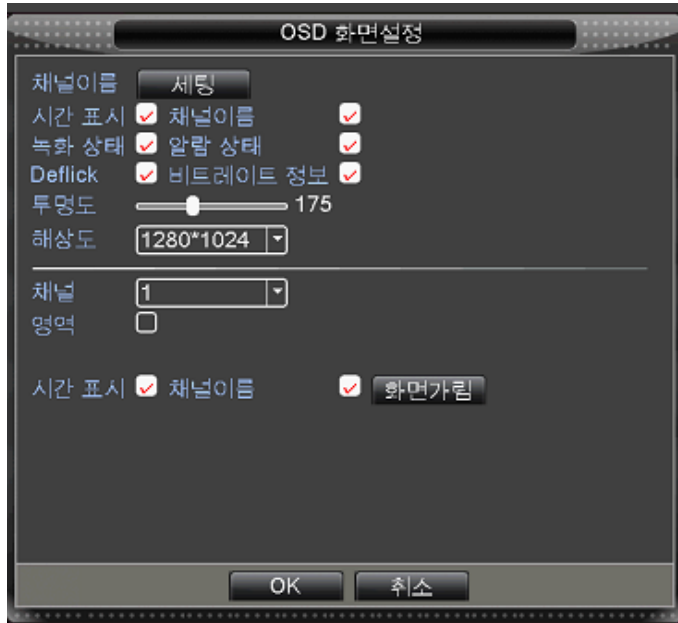 OSD 화면설정
채널이름 세팅
시간 표시 채널이름
녹화 상태 알람 상태
Deflick 비트레이트 정보
투명도 175
해상도 1280*1024
채널 1
영역
시간 표시 채널이름 화면가림
OK 취소